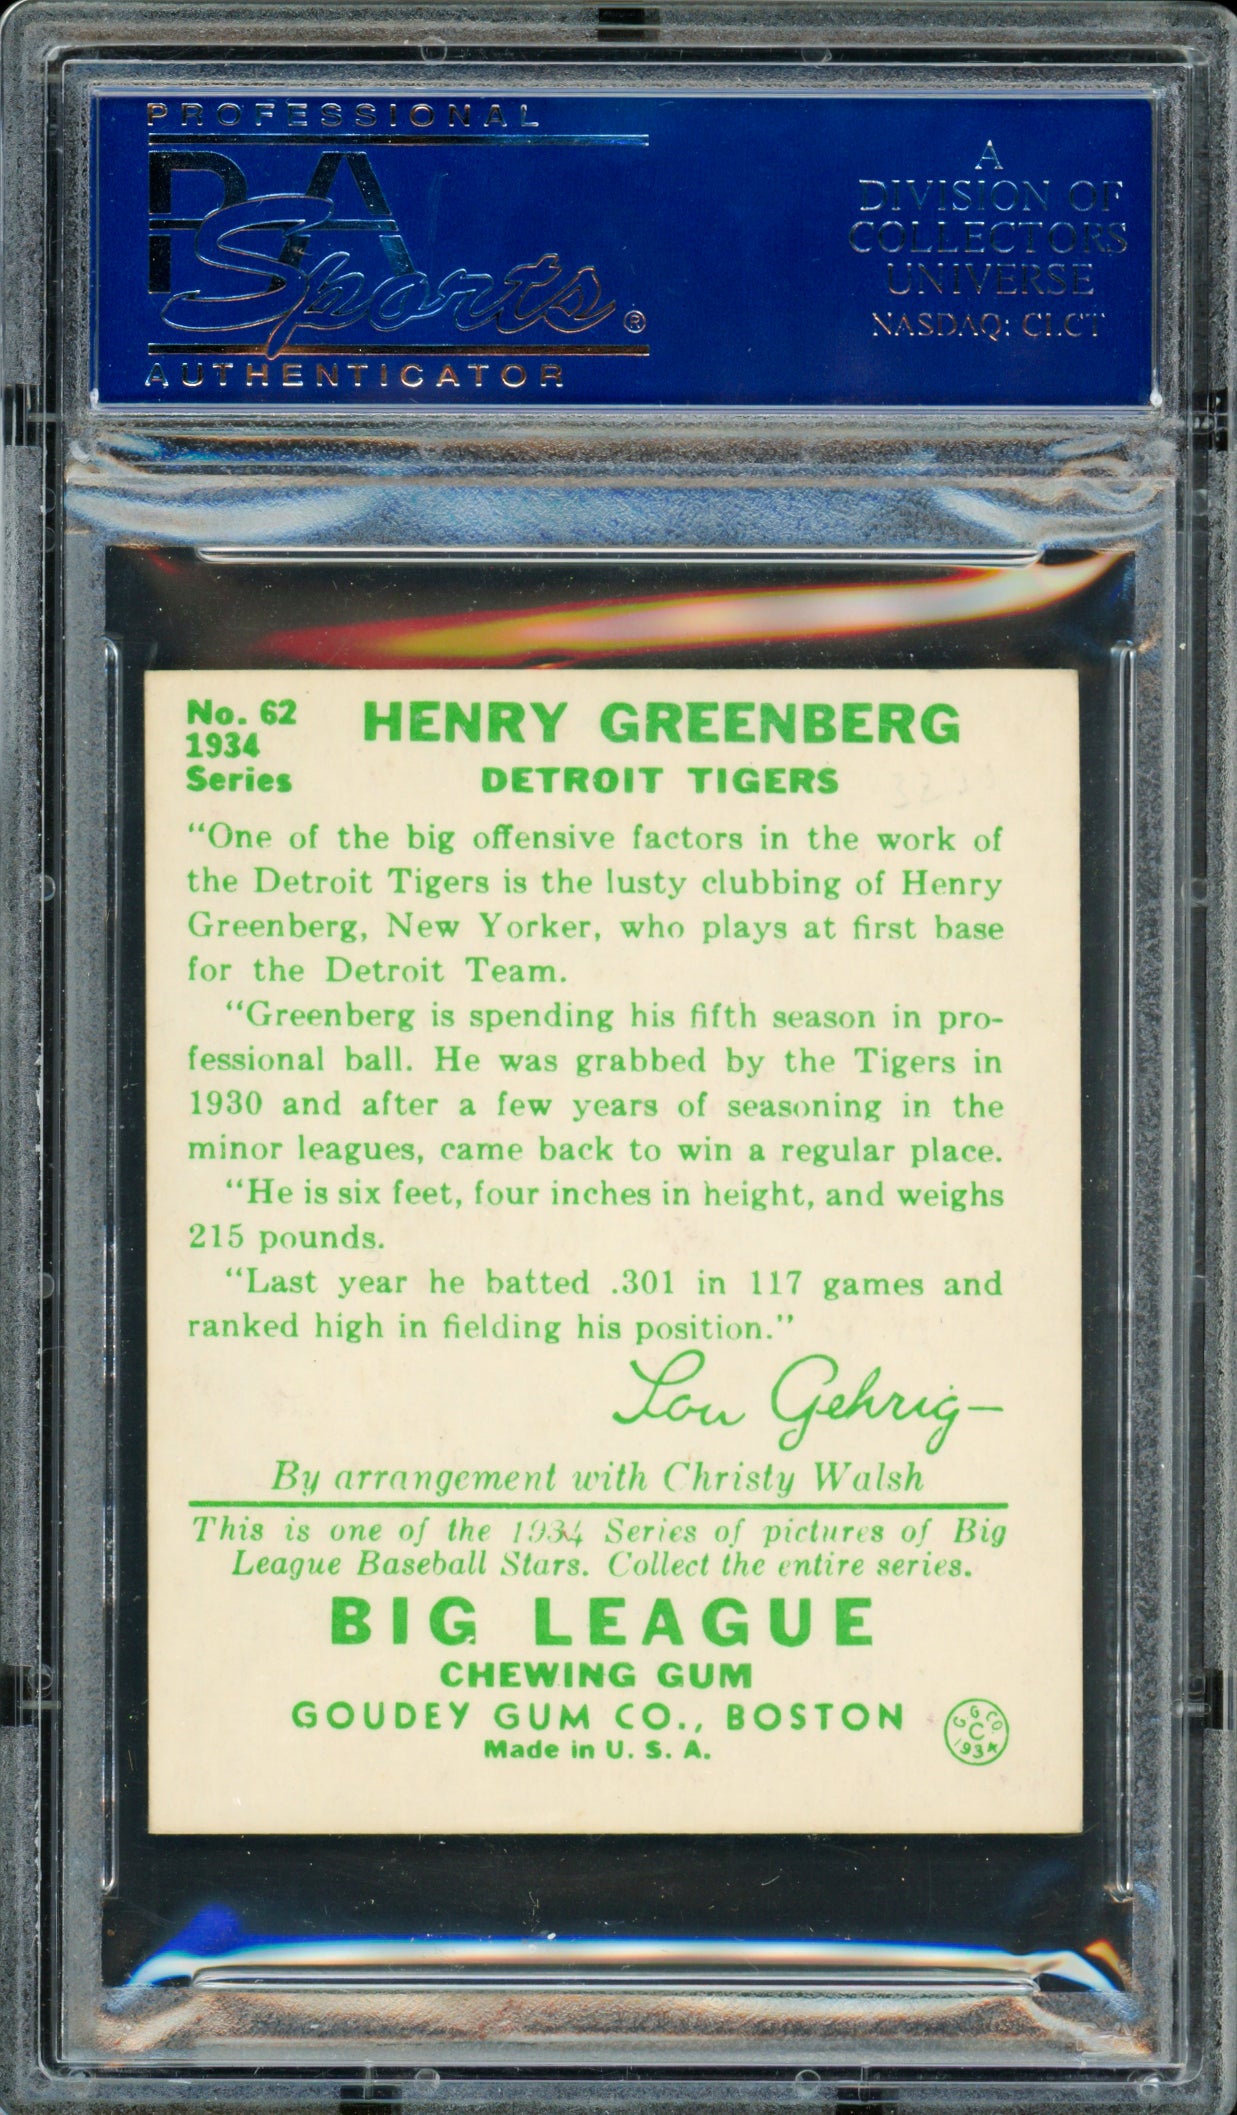 PROFESSIONAL
PSA
Sports®
AUTHENTICATOR
A
DIVISION OF
COLLECTORS
UNIVERSE
NASDAQ: CLCT
No. 62
1934
Series
HENRY GREENBERG
DETROIT TIGERS
“One of the big offensive factors in the work of
the Detroit Tigers is the lusty clubbing of Henry
Greenberg, New Yorker, who plays at first base
for the Detroit Team.
“Greenberg is spending his fifth season in pro-
fessional ball. He was grabbed by the Tigers in
1930 and after a few years of seasoning in the
minor leagues, came back to win a regular place.
“He is six feet, four inches in height, and weighs
215 pounds.
“Last year he batted .301 in 117 games and
ranked high in fielding his position.”
Lou Gehrig—
By arrangement with Christy Walsh
This is one of the 1934 Series of pictures of Big
League Baseball Stars. Collect the entire series.
BIG LEAGUE
CHEWING GUM
GOUDEY GUM CO., BOSTON
Made in U. S. A.
G. G. CO.
C
1934